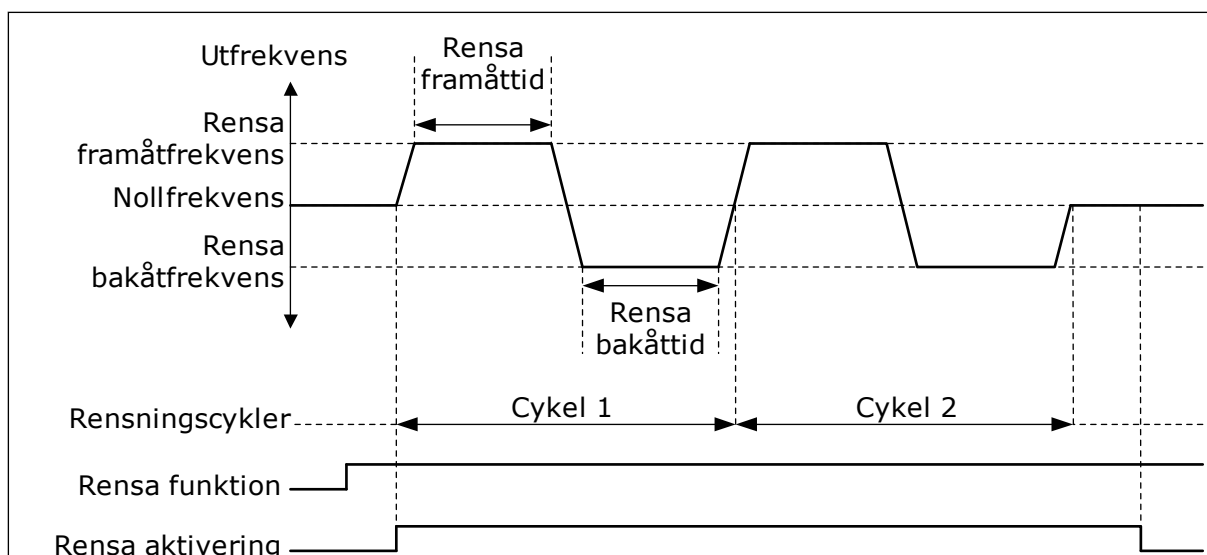 Utfrekvens
Rensa
framåttid
Rensa
framåtfrekvens
Nollfrekvens
Rensa
bakåtfrekvens
Rensa
bakåttid
Rensningscykler
Cykel 1
Cykel 2
Rensa funktion
Rensa aktivering